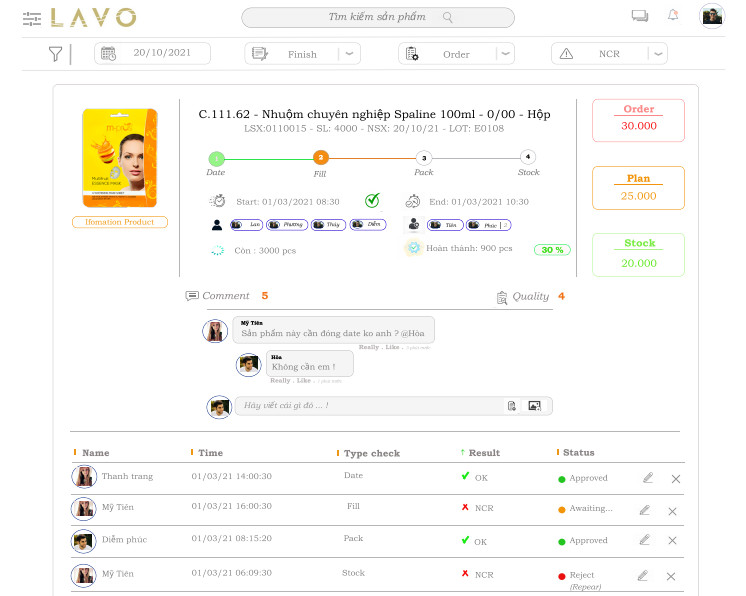 LAVO
Tìm kiếm sản phẩm
20/10/2021
Finish
Order
NCR
C.111.62 - Nhuộm chuyên nghiệp Spaline 100ml - 0/00 - Hộp
LSX:0110015 - SL: 4000 - NSX: 20/10/21 - LOT: E0108
1
2
3
4
Date
Fill
Pack
Stock
Ifomation Product
Start: 01/03/2021 08:30
End: 01/03/2021 10:30
Lan
Phương
Thúy
Diễm
Tiên
Phúc | 2
Còn : 3000 pcs
Hoàn thành: 900 pcs
30 %
Order
30.000
Plan
25.000
Stock
20.000
Comment 5
Quality 4
Mỹ Tiên
Sản phẩm này cần đóng date ko anh ? @Hòa
Really . Like .
Hòa
Không cần em !
Really . Like .
Hãy viết cái gì đó ... !
Name Time Type check Result Status
Thanh trang 01/03/21 14:00:30 Date OK Approved
Mỹ Tiên 01/03/21 16:00:30 Fill NCR Awaiting...
Diễm phúc 01/03/21 08:15:20 Pack OK Approved
Mỹ Tiên 01/03/21 06:09:30 Stock NCR Reject
(Repear)